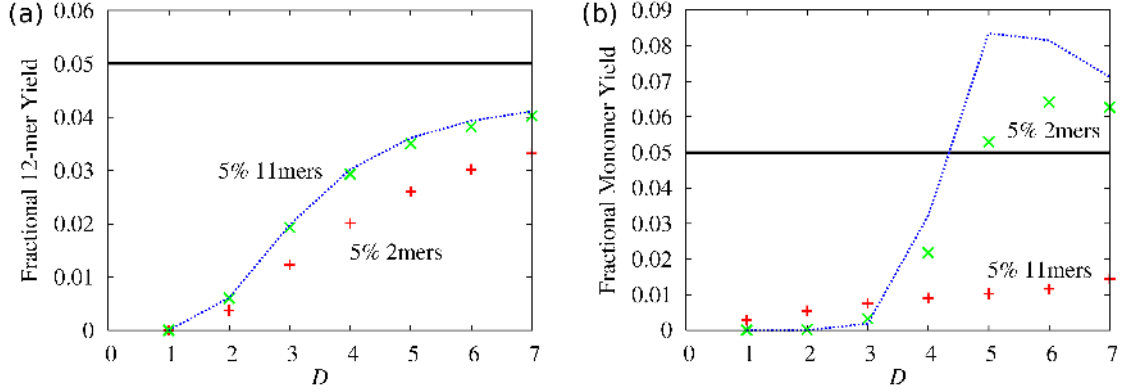 (a)
Fractional 12-mer Yield
0.06
0.05
0.04
0.03
0.02
0.01
0
5% 11mers
5% 2mers
0 1 2 3 4 5 6 7
D
(b)
Fractional Monomer Yield
0.09
0.08
0.07
0.06
0.05
0.04
0.03
0.02
0.01
0
5% 2mers
5% 11mers
0 1 2 3 4 5 6 7
D